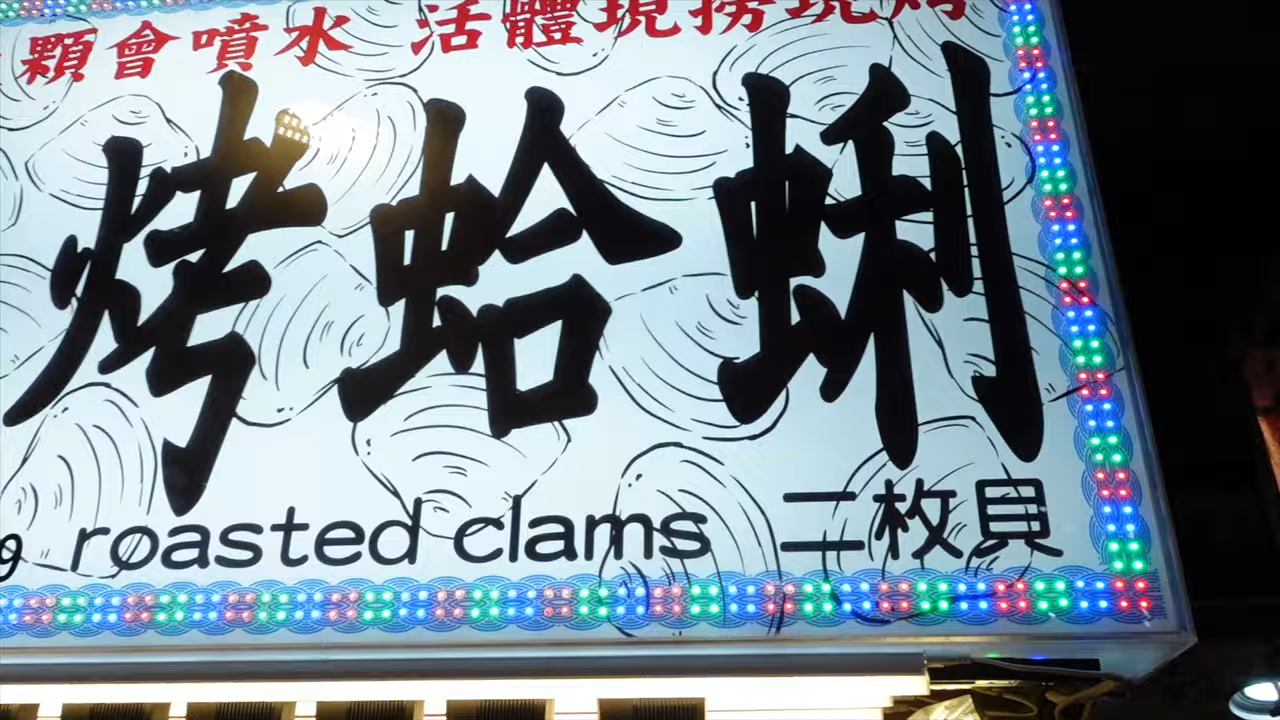 顆會噴水 活體現撈現烤
烤蛤蜊
roasted clams 二枚貝